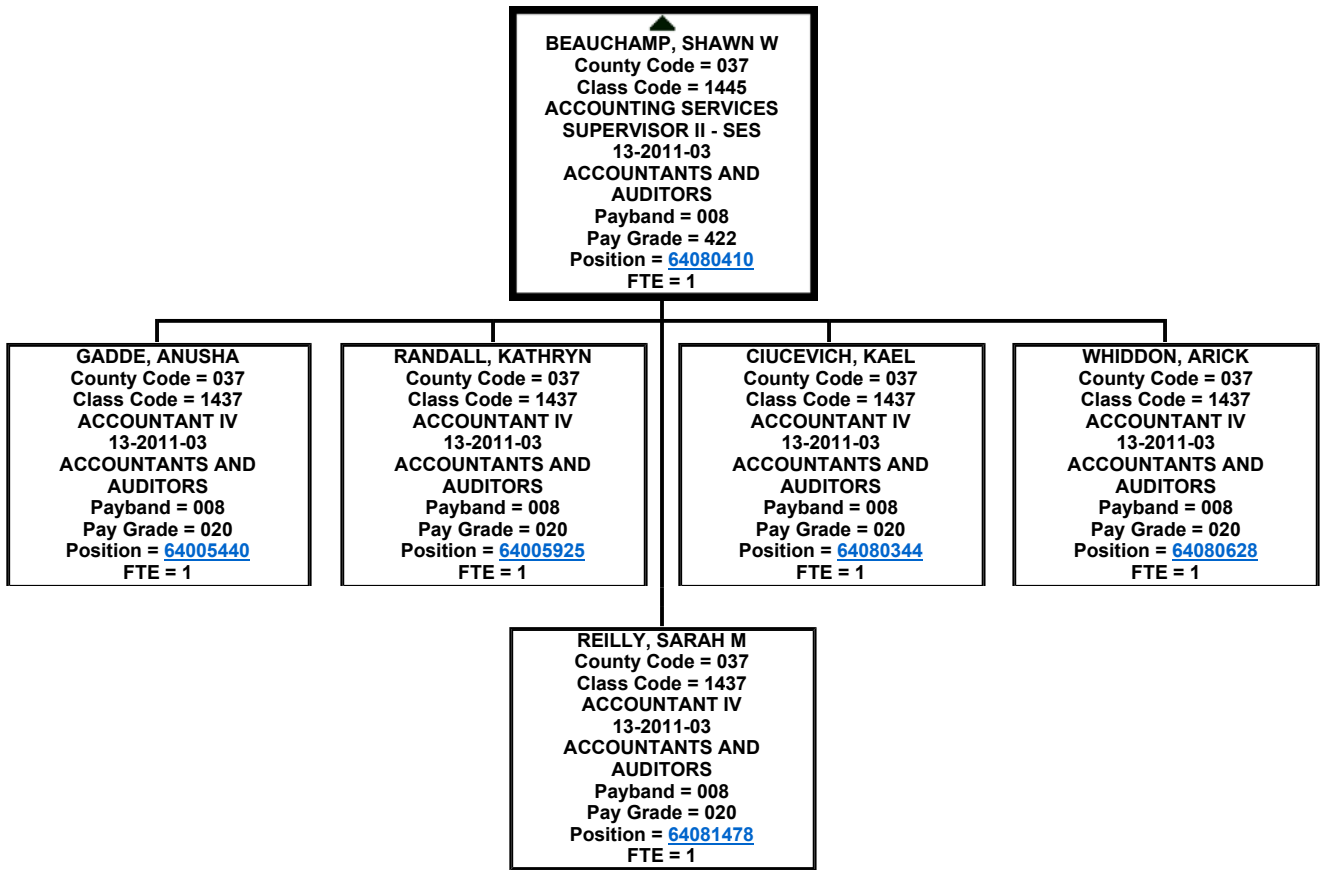 BEAUCHAMP, SHAWN W
County Code = 037
Class Code = 1445
ACCOUNTING SERVICES
SUPERVISOR II - SES
13-2011-03
ACCOUNTANTS AND
AUDITORS
Payband = 008
Pay Grade = 422
Position = 64080410
FTE = 1
GADDE, ANUSHA
County Code = 037
Class Code = 1437
ACCOUNTANT IV
13-2011-03
ACCOUNTANTS AND
AUDITORS
Payband = 008
Pay Grade = 020
Position = 64005440
FTE = 1
RANDALL, KATHRYN
County Code = 037
Class Code = 1437
ACCOUNTANT IV
13-2011-03
ACCOUNTANTS AND
AUDITORS
Payband = 008
Pay Grade = 020
Position = 64005925
FTE = 1
CIUCEVICH, KAEL
County Code = 037
Class Code = 1437
ACCOUNTANT IV
13-2011-03
ACCOUNTANTS AND
AUDITORS
Payband = 008
Pay Grade = 020
Position = 64080344
FTE = 1
WHIDDON, ARICK
County Code = 037
Class Code = 1437
ACCOUNTANT IV
13-2011-03
ACCOUNTANTS AND
AUDITORS
Payband = 008
Pay Grade = 020
Position = 64080628
FTE = 1
REILLY, SARAH M
County Code = 037
Class Code = 1437
ACCOUNTANT IV
13-2011-03
ACCOUNTANTS AND
AUDITORS
Payband = 008
Pay Grade = 020
Position = 64081478
FTE = 1